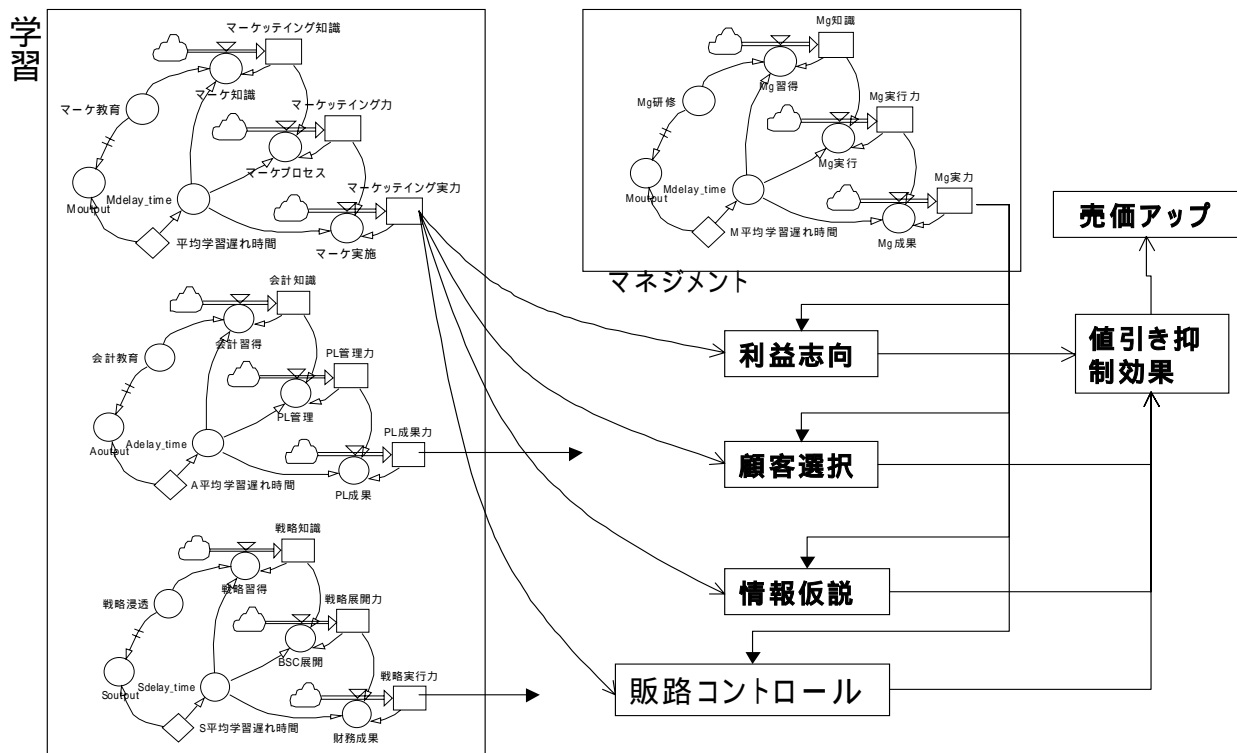 学
習
マーケッテイング知識
マーケ知識
マーケ教育
マーケッテイング力
マーケプロセス
Mdelay_time
Moutput
マーケッテイング実力
平均学習遅れ時間
マーケ実施
会計知識
会計習得
会計教育
PL管理力
PL管理
Adelay_time
Aoutput
PL成果力
A平均学習遅れ時間
PL成果
戦略知識
戦略習得
戦略浸透
戦略展開力
BSC展開
Sdelay_time
Soutput
戦略実行力
S平均学習遅れ時間
財務成果
Mg知識
Mg習得
Mg研修
Mg実行力
Mg実行
Mdelay_time
Moutput
Mg実力
M平均学習遅れ時間
Mg成果
マネジメント
利益志向
顧客選択
情報仮説
販路コントロール
売価アップ
値引き抑
制効果